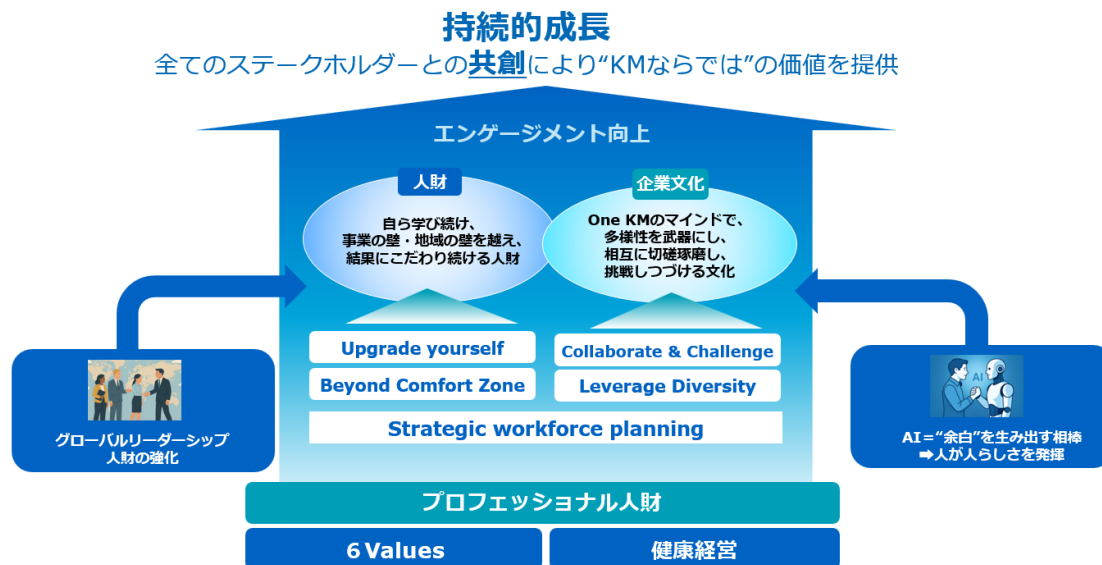 持続的成長
全てのステークホルダーとの共創により“KMならでは”の価値を提供
エンゲージメント向上
人財
自ら学び続け、
事業の壁・地域の壁を越え、
結果にこだわり続ける人財
企業文化
One KMのマインドで、
多様性を武器にし、
相互に切磋琢磨し、
挑戦しつづける文化
Upgrade yourself
Beyond Comfort Zone
Collaborate & Challenge
Leverage Diversity
Strategic workforce planning
グローバルリーダーシップ
人財の強化
AI
AI＝“余白”を生み出す相棒
➡人が人らしさを発揮
プロフェッショナル人財
６Values
健康経営